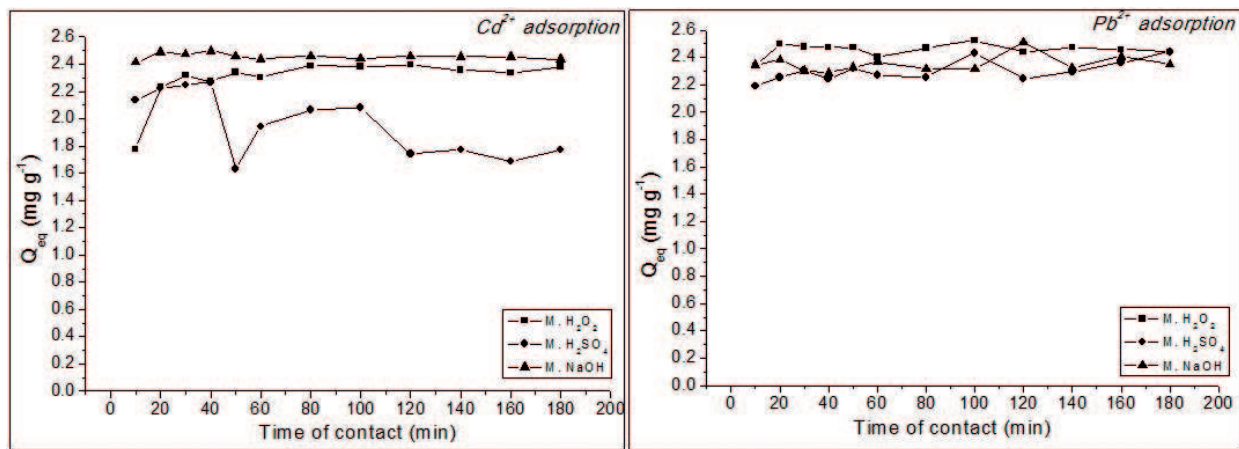 Cd²⁺ adsorption
Q_eq (mg g⁻¹)
2.6
2.4
2.2
2.0
1.8
1.6
1.4
1.2
1.0
0.8
0.6
0.4
0.2
0.0
M. H₂O₂
M. H₂SO₄
M. NaOH
0 20 40 60 80 100 120 140 160 180 200
Time of contact (min)
Pb²⁺ adsorption
Q_eq (mg g⁻¹)
2.6
2.4
2.2
2.0
1.8
1.6
1.4
1.2
1.0
0.8
0.6
0.4
0.2
0.0
M. H₂O₂
M. H₂SO₄
M. NaOH
0 20 40 60 80 100 120 140 160 180 200
Time of contact (min)